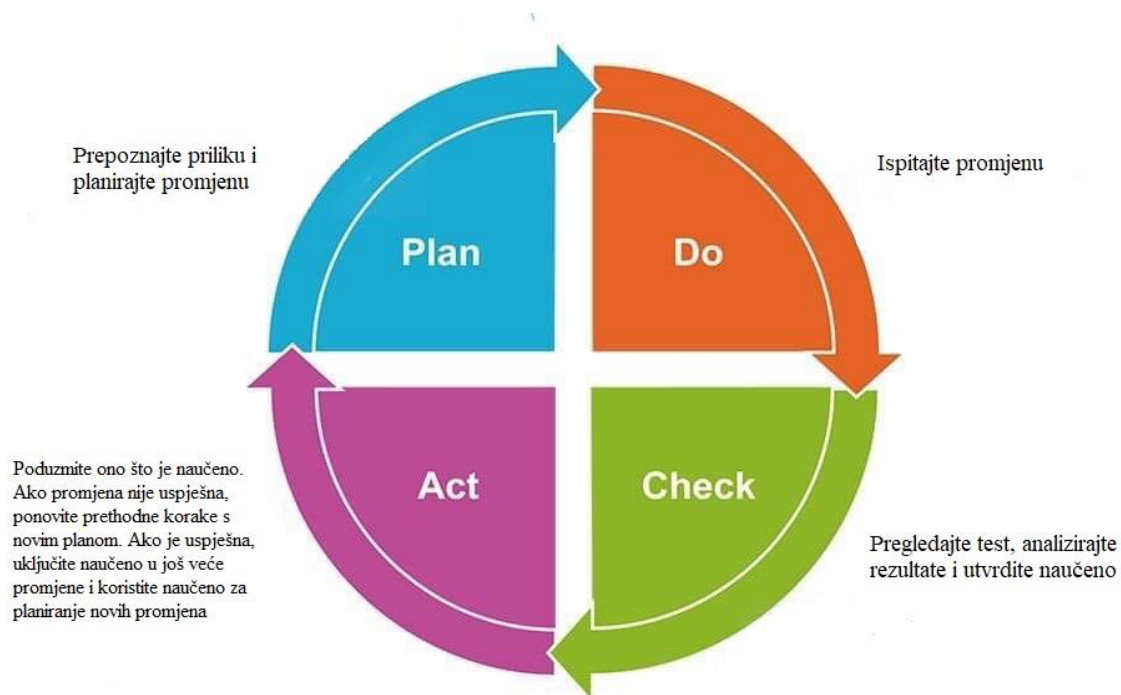 Prepoznajte priliku i
planirajte promjenu
Plan
Do
Ispitajte promjenu
Poduzmite ono što je naučeno.
Ako promjena nije uspješna,
ponovite prethodne korake s
novim planom. Ako je uspješna,
uključite naučeno u još veće
promjene i koristite naučeno za
planiranje novih promjena
Act
Check
Pregledajte test, analizirajte
rezultate i utvrdite naučeno